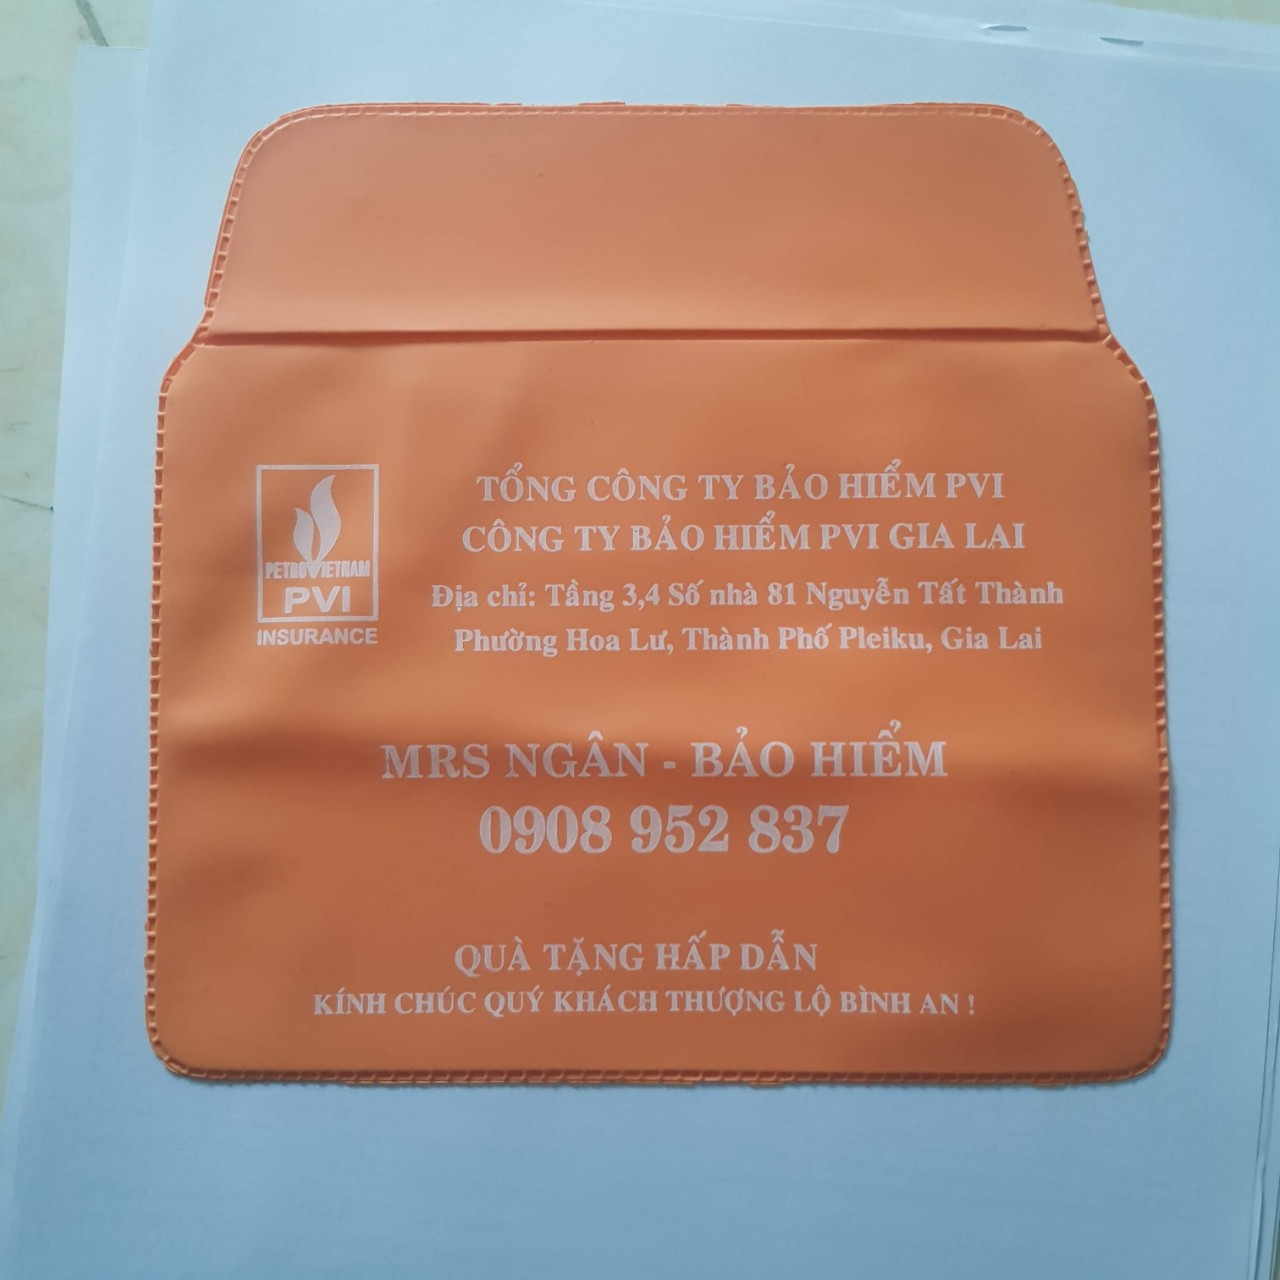 PETROVIETNAM
PVI
INSURANCE
TỔNG CÔNG TY BẢO HIỂM PVI
CÔNG TY BẢO HIỂM PVI GIA LAI
Địa chỉ: Tầng 3,4 Số nhà 81 Nguyễn Tất Thành
Phường Hoa Lư, Thành Phố Pleiku, Gia Lai
MRS NGÂN - BẢO HIỂM
0908 952 837
QUÀ TẶNG HẤP DẪN
KÍNH CHÚC QUÝ KHÁCH THƯỢNG LỘ BÌNH AN !